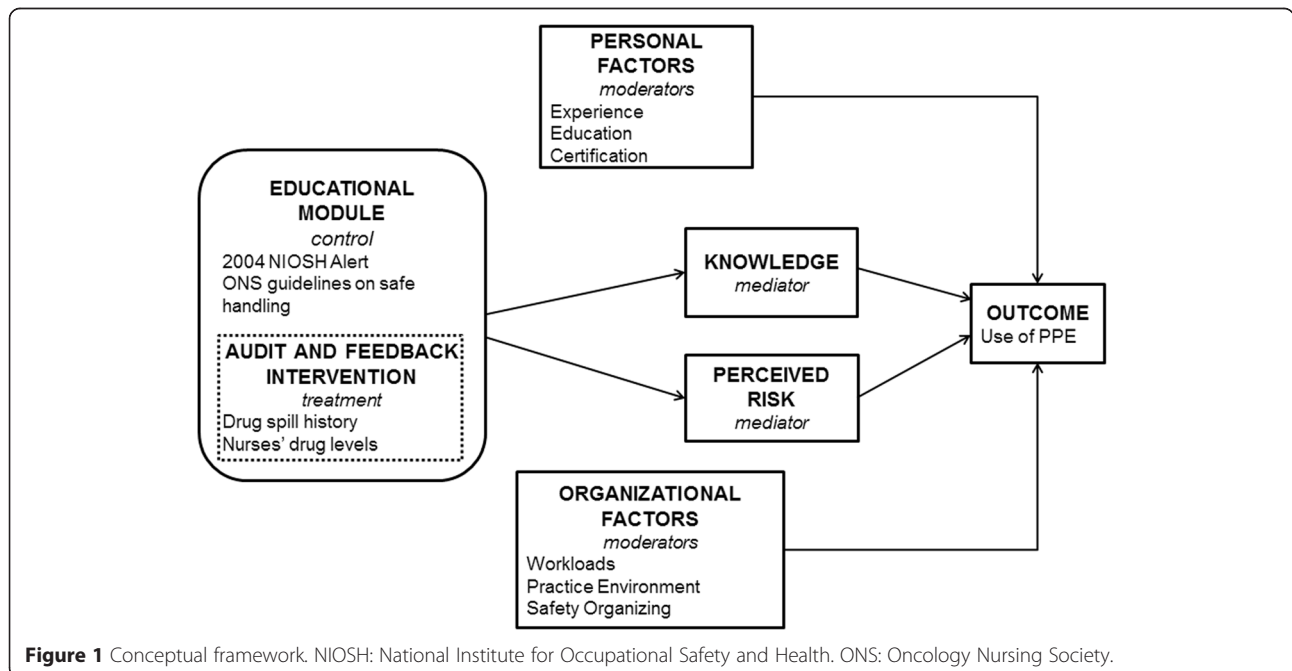 PERSONAL
FACTORS
moderators
Experience
Education
Certification
EDUCATIONAL
MODULE
control
2004 NIOSH Alert
ONS guidelines on safe
handling
AUDIT AND FEEDBACK
INTERVENTION
treatment
Drug spill history
Nurses' drug levels
KNOWLEDGE
mediator
PERCEIVED
RISK
mediator
OUTCOME
Use of PPE
ORGANIZATIONAL
FACTORS
moderators
Workloads
Practice Environment
Safety Organizing
Figure 1 Conceptual framework. NIOSH: National Institute for Occupational Safety and Health. ONS: Oncology Nursing Society.